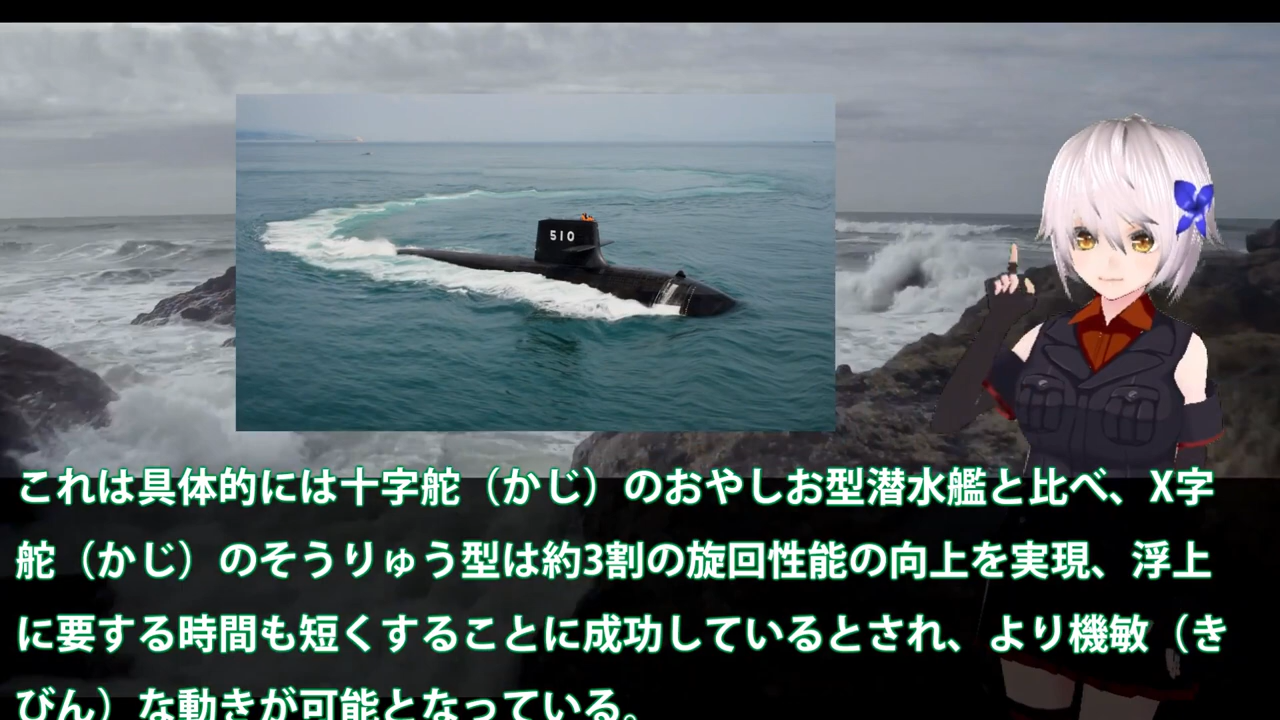 510
これは具体的には十字舵（かじ）のおやしお型潜水艦と比べ、X字
舵（かじ）のそうりゅう型は約3割の旋回性能の向上を実現、浮上
に要する時間も短くすることに成功しているとされ、より機敏（き
びん）な動きが可能となっている。